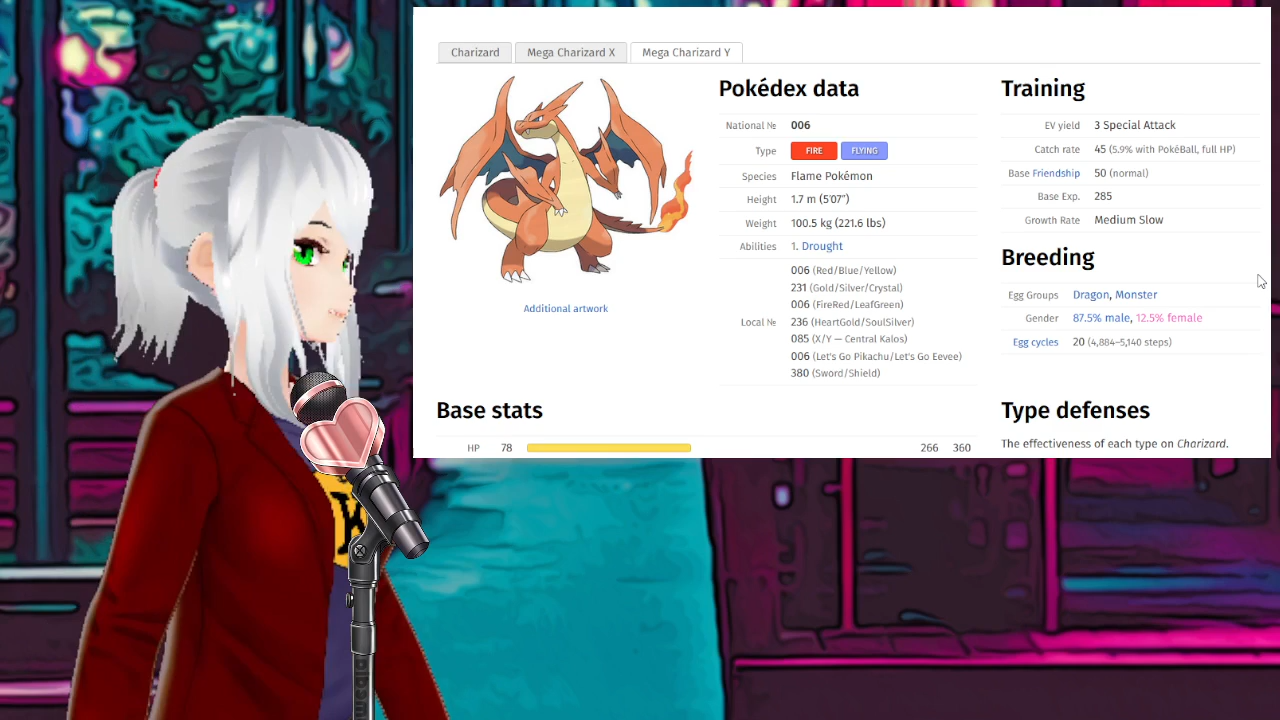 Charizard
Mega Charizard X
Mega Charizard Y
Additional artwork
Pokédex data
National № 006
Type FIRE FLYING
Species Flame Pokémon
Height 1.7 m (5′07″)
Weight 100.5 kg (221.6 lbs)
Abilities 1. Drought
Local № 006 (Red/Blue/Yellow)
231 (Gold/Silver/Crystal)
006 (FireRed/LeafGreen)
236 (HeartGold/SoulSilver)
085 (X/Y — Central Kalos)
006 (Let's Go Pikachu/Let's Go Eevee)
380 (Sword/Shield)
Training
EV yield 3 Special Attack
Catch rate 45 (5.9% with PokéBall, full HP)
Base Friendship 50 (normal)
Base Exp. 285
Growth Rate Medium Slow
Breeding
Egg Groups Dragon, Monster
Gender 87.5% male, 12.5% female
Egg cycles 20 (4,884–5,140 steps)
Base stats
HP 78 266 360
Type defenses
The effectiveness of each type on Charizard.